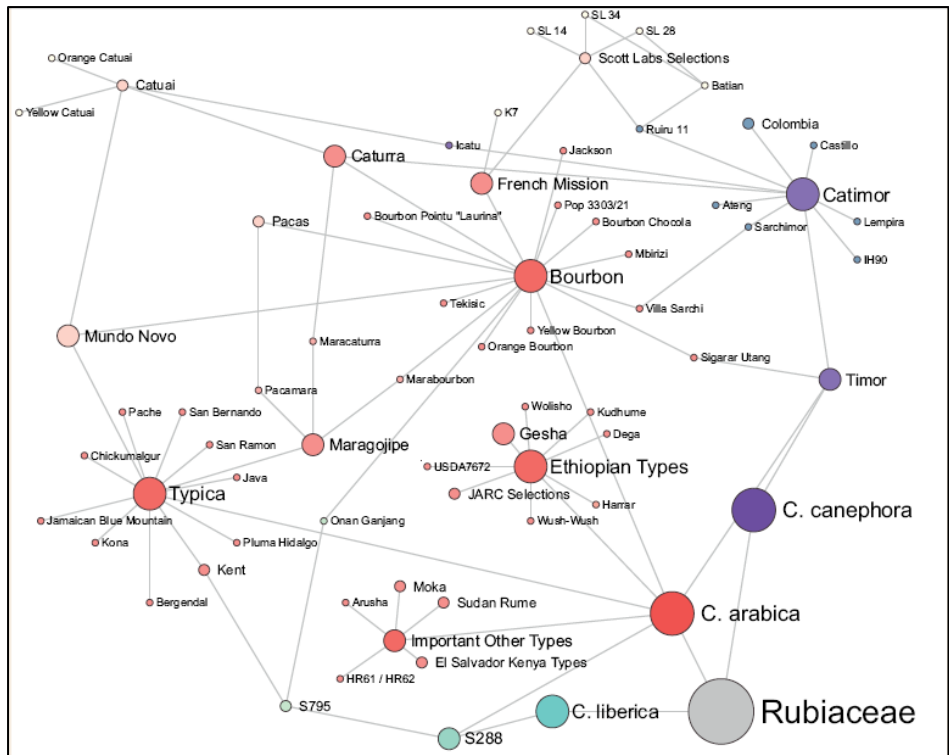 SL 34
SL 14
SL 28
Orange Catuai
Scott Labs Selections
Catuai
Batian
Yellow Catuai
K7
Colombia
Ruiru 11
Icatu
Castillo
Jackson
Caturra
French Mission
Catimor
Pop 3303/21
Ateng
Bourbon Pointu "Laurina"
Pacas
Bourbon Chocola
Lempira
Sarchimor
Mbirizi
IH90
Bourbon
Tekisic
Villa Sarchi
Yellow Bourbon
Mundo Novo
Maracaturra
Orange Bourbon
Sigarar Utang
Marabourbon
Timor
Pacamara
Wolisho
Pache
San Bernando
Kudhume
Gesha
Dega
San Ramon
Maragojipe
Chickumalgur
USDA7672
Ethiopian Types
Java
Typica
JARC Selections
Harrar
C. canephora
Jamaican Blue Mountain
Onan Ganjang
Wush-Wush
Kona
Pluma Hidalgo
Kent
Moka
Bergendal
Arusha
Sudan Rume
C. arabica
Important Other Types
El Salvador Kenya Types
HR61 / HR62
S795
C. liberica
Rubiaceae
S288